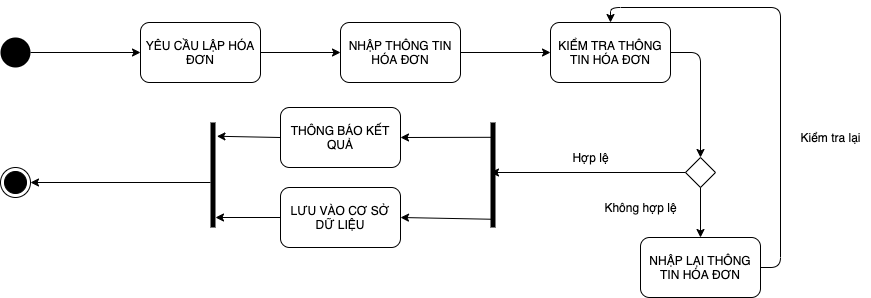 YÊU CẦU LẬP HÓA
ĐƠN
NHẬP THÔNG TIN
HÓA ĐƠN
KIỂM TRA THÔNG
TIN HÓA ĐƠN
THÔNG BÁO KẾT
QUẢ
Hợp lệ
Kiểm tra lại
LƯU VÀO CƠ SỞ
DỮ LIỆU
Không hợp lệ
NHẬP LẠI THÔNG
TIN HÓA ĐƠN